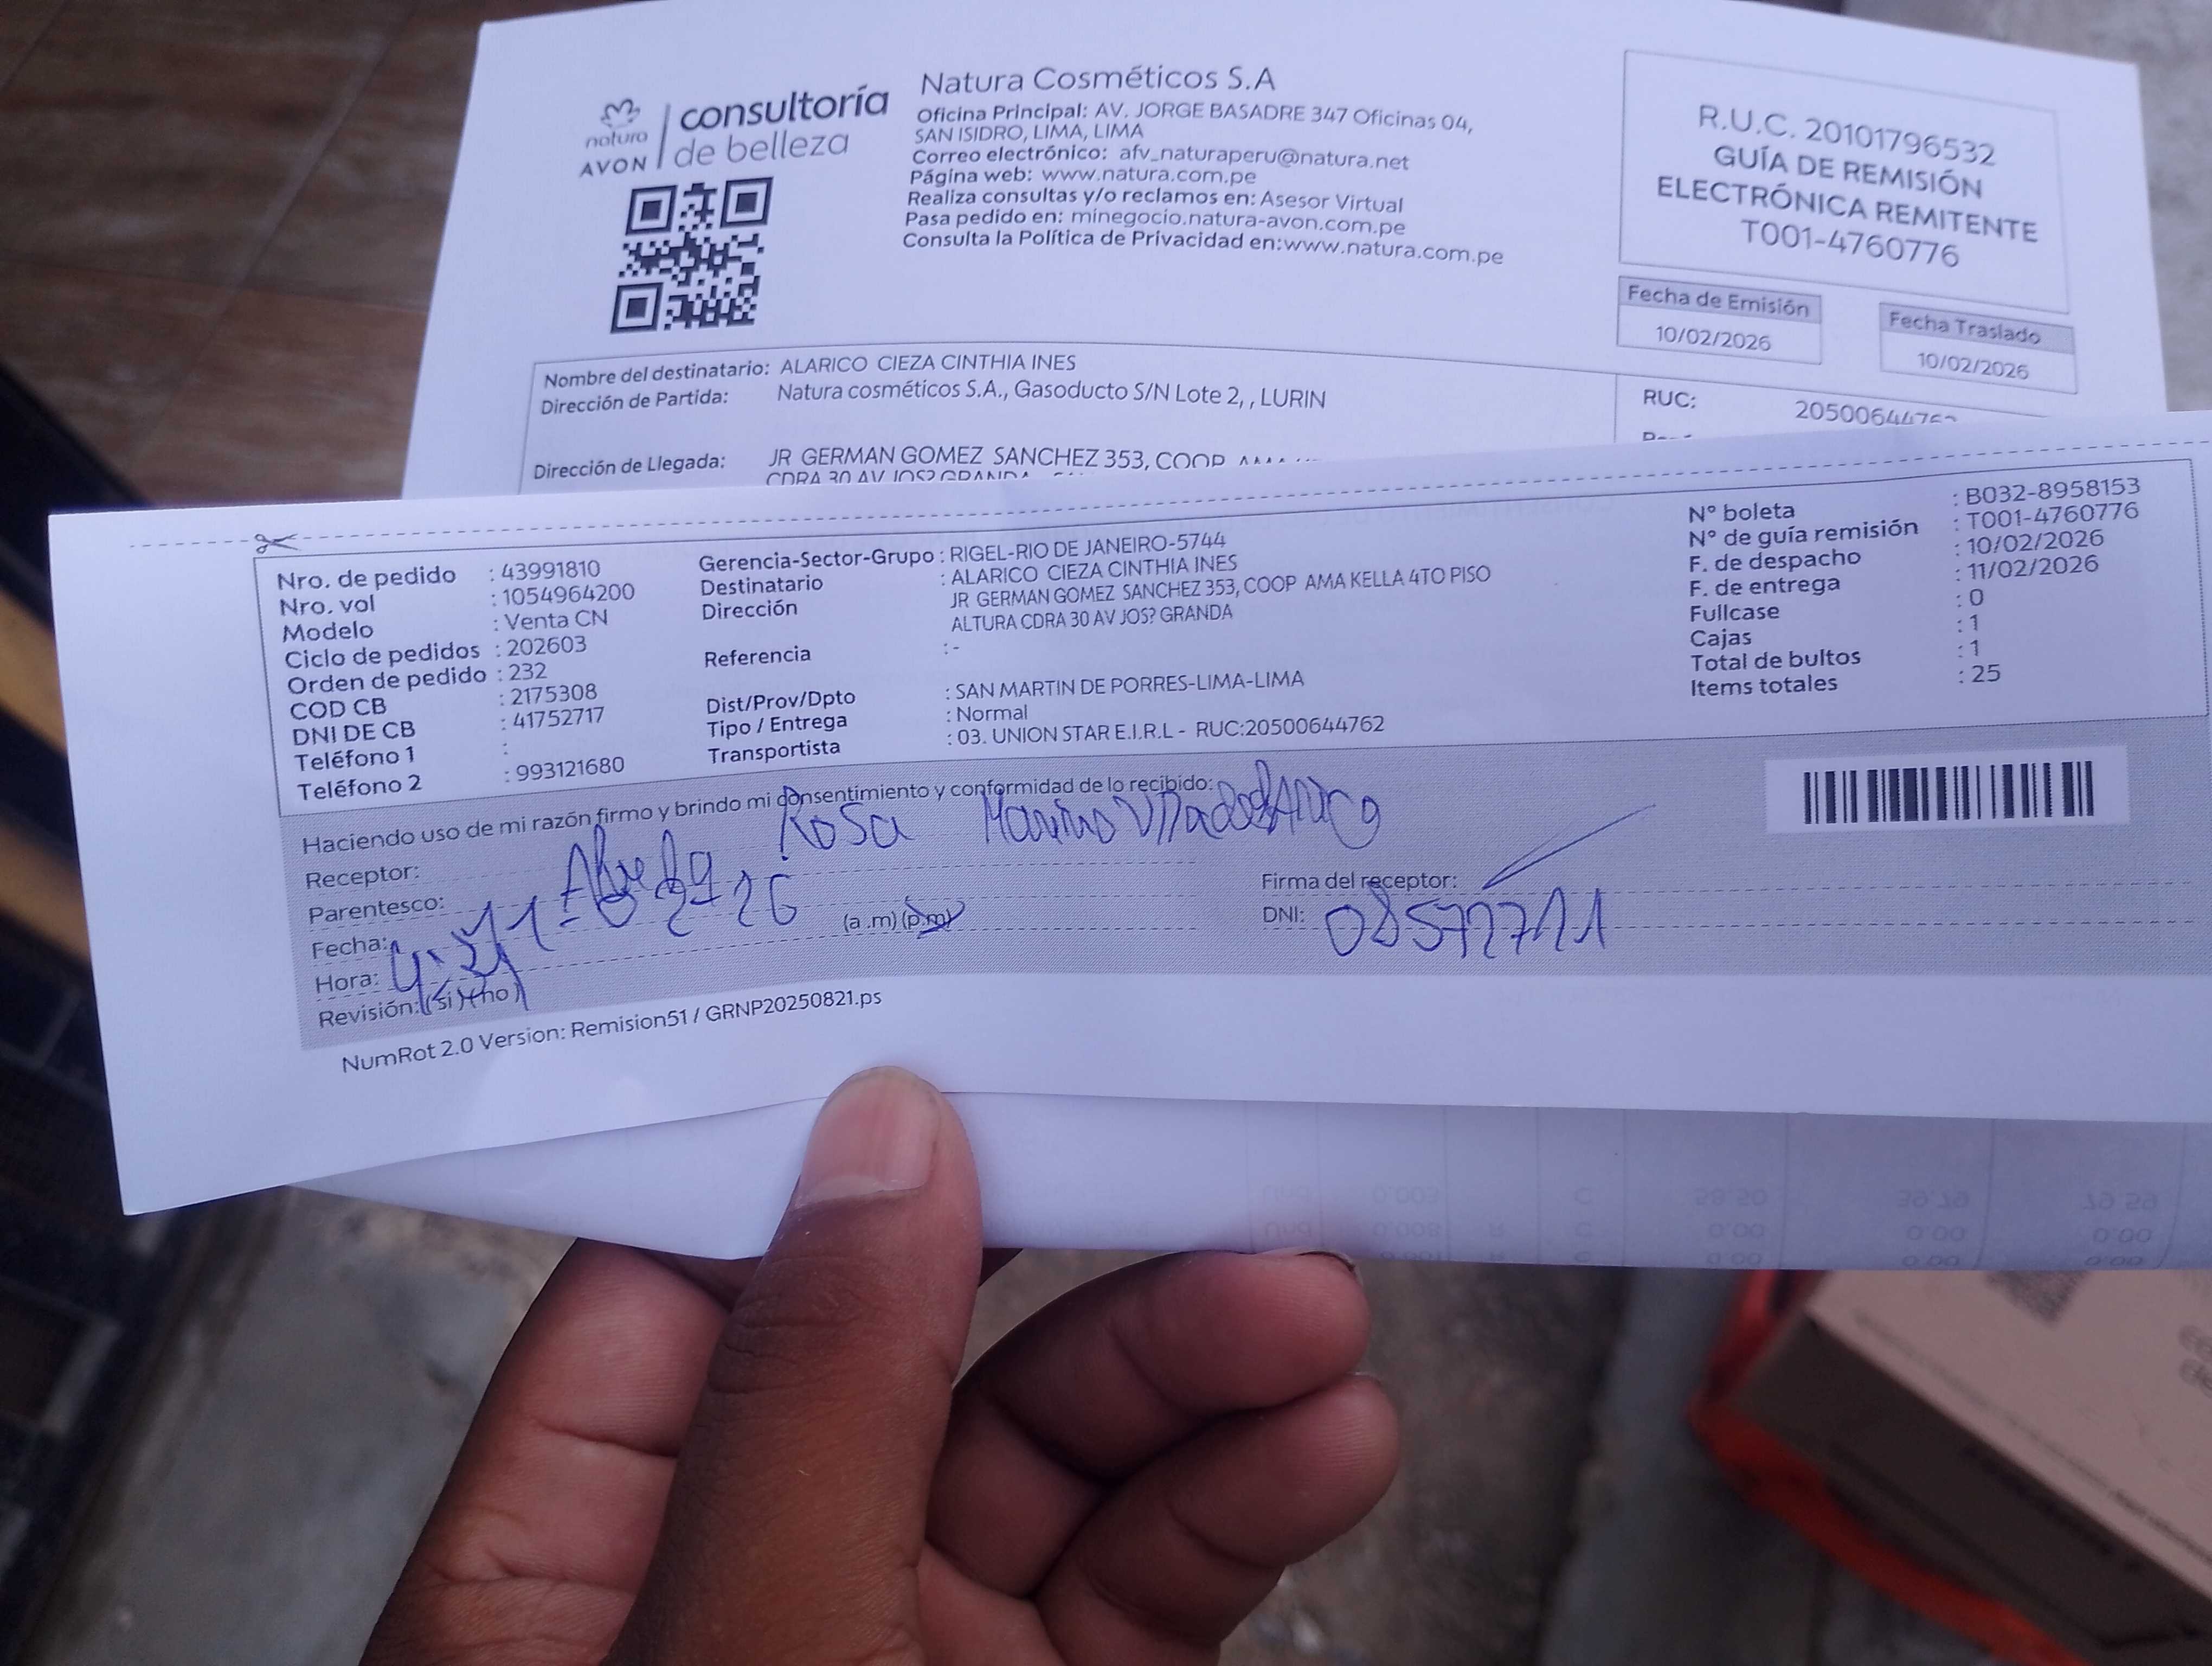 natura
AVON
consultoría
de belleza
Natura Cosméticos S.A
Oficina Principal: AV. JORGE BASADRE 347 Oficinas 04,
SAN ISIDRO, LIMA, LIMA
Correo electrónico: afv_naturaperu@natura.net
Página web: www.natura.com.pe
Realiza consultas y/o reclamos en: Asesor Virtual
Pasa pedido en: minegocio.natura-avon.com.pe
Consulta la Política de Privacidad en:www.natura.com.pe
R.U.C. 20101796532
GUÍA DE REMISIÓN
ELECTRÓNICA REMITENTE
T001-4760776
Fecha de Emisión
10/02/2026
Fecha Traslado
10/02/2026
Nombre del destinatario: ALARICO CIEZA CINTHIA INES
Dirección de Partida: Natura cosméticos S.A., Gasoducto S/N Lote 2, , LURIN
RUC: 20500644762
Dirección de Llegada: JR GERMAN GOMEZ SANCHEZ 353, COOP
CDRA 30 AV JOS? GRANDA
Nro. de pedido : 43991810
Nro. vol : 1054964200
Modelo : Venta CN
Ciclo de pedidos : 202603
Orden de pedido : 232
COD CB : 2175308
DNI DE CB : 41752717
Teléfono 1 :
Teléfono 2 : 993121680
Gerencia-Sector-Grupo : RIGEL-RIO DE JANEIRO-5744
Destinatario : ALARICO CIEZA CINTHIA INES
Dirección JR GERMAN GOMEZ SANCHEZ 353, COOP AMA KELLA 4TO PISO
ALTURA CDRA 30 AV JOS? GRANDA
Referencia : -
Dist/Prov/Dpto : SAN MARTIN DE PORRES-LIMA-LIMA
Tipo / Entrega : Normal
Transportista : 03. UNION STAR E.I.R.L - RUC:20500644762
N° boleta : B032-8958153
N° de guía remisión : T001-4760776
F. de despacho : 10/02/2026
F. de entrega : 11/02/2026
Fullcase : 0
Cajas : 1
Total de bultos : 1
Items totales : 25
Haciendo uso de mi razón firmo y brindo mi consentimiento y conformidad de lo recibido:
Receptor: Rosa
Parentesco:
Fecha: 11-02-26
Hora: (a.m) (p.m)
Revisión: (si) (no)
Firma del receptor:
DNI:
NumRot 2.0 Version: Remision51 / GRNP20250821.ps